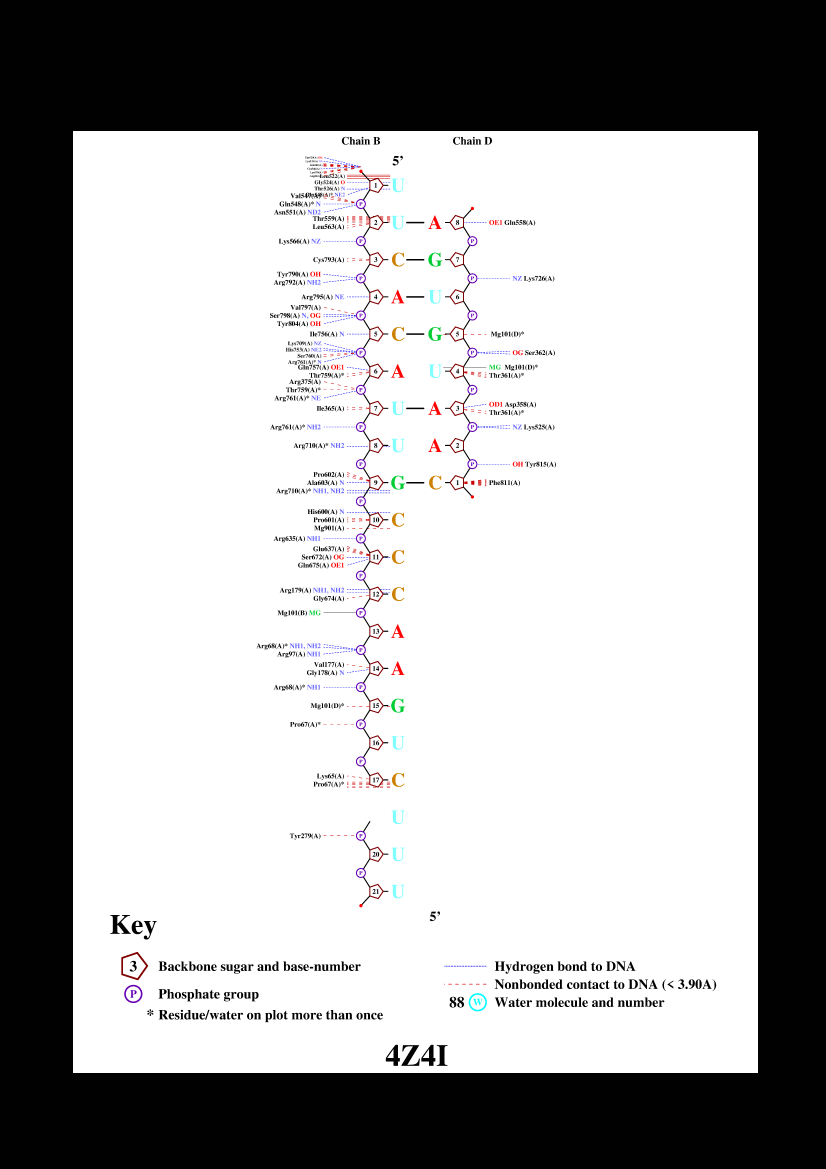 Chain B Chain D
5’
Leu522(A)
Gly524(A) O
1 U
Thr526(A) N
Gln548(A)* N
P
Asn551(A) ND2
Thr559(A)
2 U A 8 OE1 Gln558(A)
Leu563(A)
Lys566(A) NZ P P
Cys793(A) 3 C G 7
Tyr790(A) OH
P P NZ Lys726(A)
Arg792(A) NH2
Arg795(A) NE 4 A U 6
Val797(A)
Ser798(A) N, OG P P
Tyr804(A) OH
Ile756(A) N 5 C G 5 Mg101(D)*
Lys709(A) NZ
His753(A) NE2 P P OG Ser362(A)
Ser760(A)
Arg761(A)* N
Gln757(A) OE1 6 A U 4 MG Mg101(D)*
Thr759(A)* Thr361(A)*
Arg375(A)
Thr759(A)* P P
Arg761(A)* NE
Ile365(A) 7 U A 3 OD1 Asp358(A)
Thr361(A)*
Arg761(A)* NH2 P P NZ Lys525(A)
Arg710(A)* NH2 8 U A 2
P P OH Tyr815(A)
Pro602(A)
Ala603(A) N 9 G C 1 Phe811(A)
Arg710(A)* NH1, NH2
P
His600(A) N
Pro601(A) 10 C
Mg901(A)
Arg635(A) NH1 P
Glu637(A)
Ser672(A) OG 11 C
Gln675(A) OE1
P
Arg179(A) NH1, NH2
12 C
Gly674(A)
Mg101(B) MG P
13 A
Arg68(A)* NH1, NH2
P
Arg97(A) NH1
Val177(A)
14 A
Gly178(A) N
Arg68(A)* NH1 P
Mg101(D)* 15 G
Pro67(A)* P
16 U
P
Lys65(A)
17 C
Pro67(A)*
U
Tyr279(A) P
20 U
P
21 U
5’
Key
3 Backbone sugar and base-number
P Phosphate group
* Residue/water on plot more than once
Hydrogen bond to DNA
Nonbonded contact to DNA (< 3.90A)
88 W Water molecule and number
4Z4I